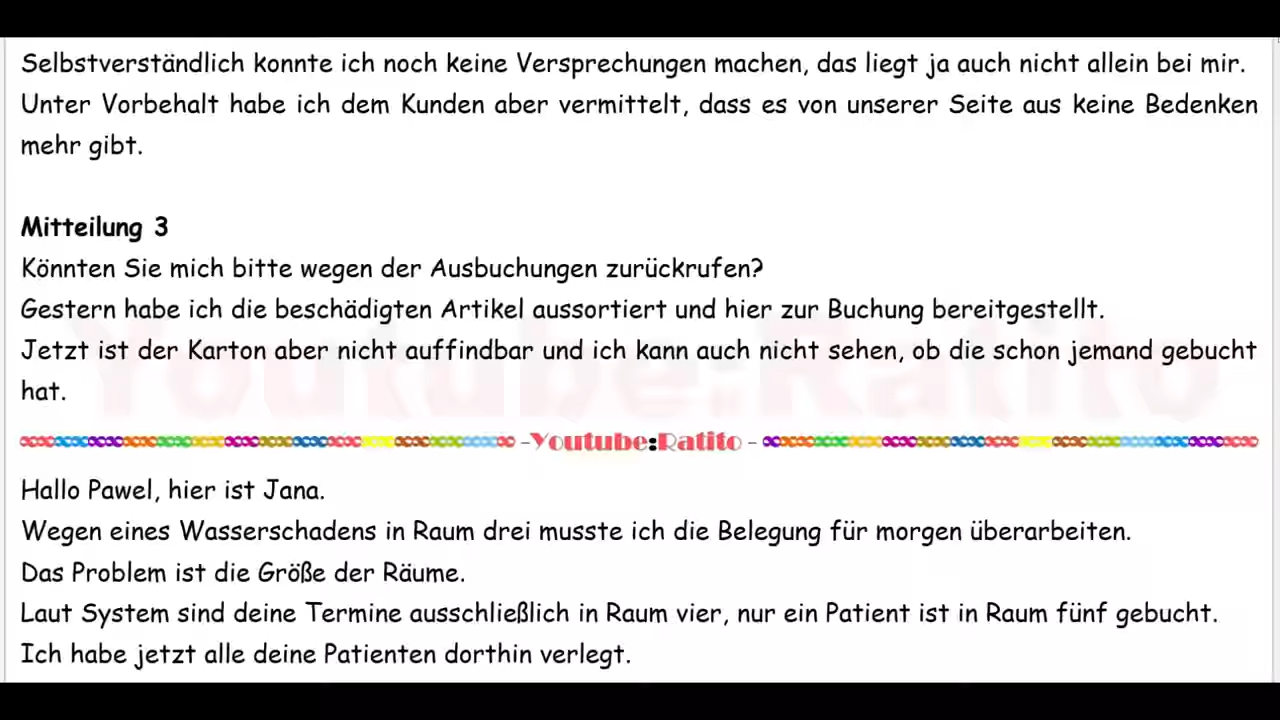 Selbstverständlich konnte ich noch keine Versprechungen machen, das liegt ja auch nicht allein bei mir.
Unter Vorbehalt habe ich dem Kunden aber vermittelt, dass es von unserer Seite aus keine Bedenken
mehr gibt.
Mitteilung 3
Könnten Sie mich bitte wegen der Ausbuchungen zurückrufen?
Gestern habe ich die beschädigten Artikel aussortiert und hier zur Buchung bereitgestellt.
Jetzt ist der Karton aber nicht auffindbar und ich kann auch nicht sehen, ob die schon jemand gebucht
hat.
Youtube:Ratito
-Youtube:Ratito -
Hallo Pawel, hier ist Jana.
Wegen eines Wasserschadens in Raum drei musste ich die Belegung für morgen überarbeiten.
Das Problem ist die Größe der Räume.
Laut System sind deine Termine ausschließlich in Raum vier, nur ein Patient ist in Raum fünf gebucht.
Ich habe jetzt alle deine Patienten dorthin verlegt.